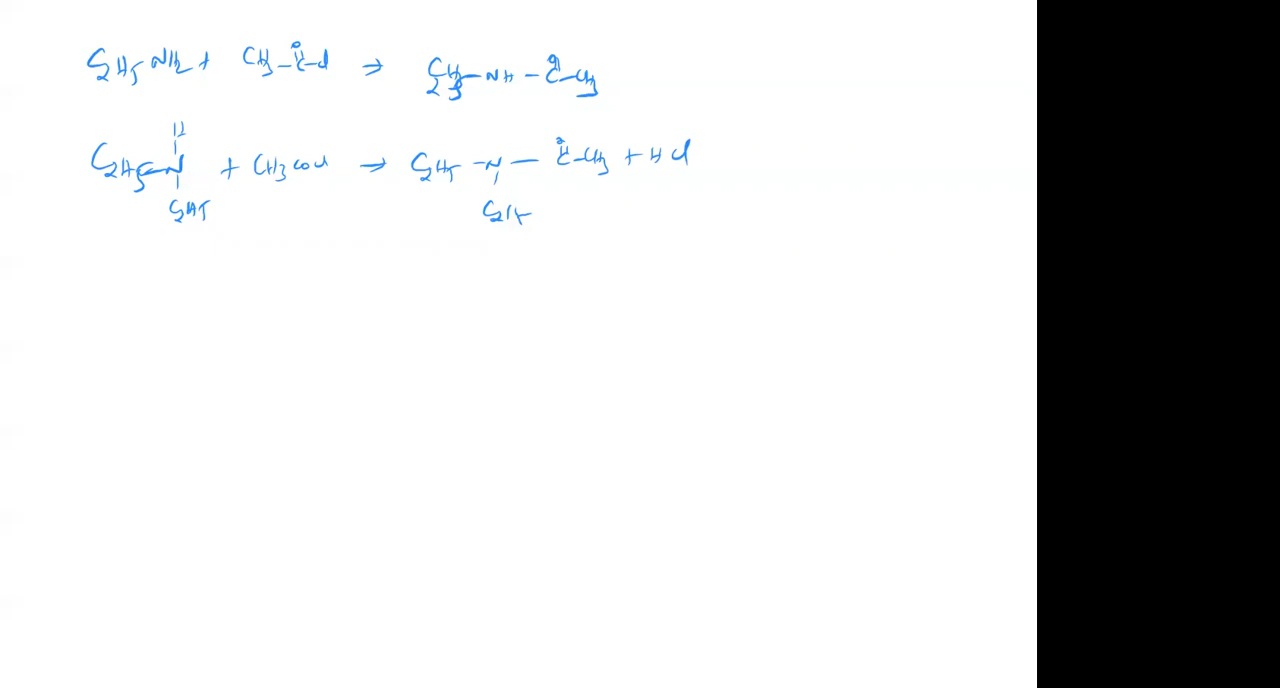 C2H5NH2 + CH3-C(=O)-Cl → C2H5-NH-C(=O)-CH3
C2H5-N(H)(C2H5) + CH3COCl → C2H5-N(C2H5)-C(=O)-CH3 + HCl